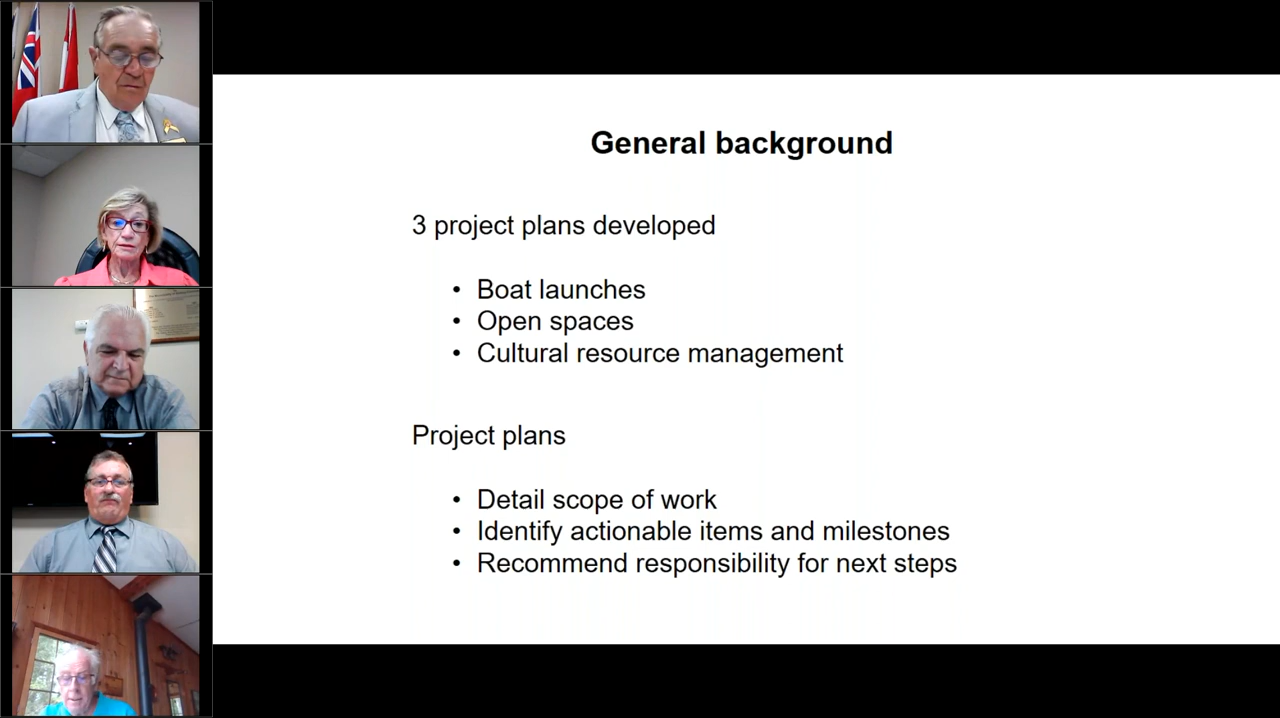 General background
3 project plans developed
• Boat launches
• Open spaces
• Cultural resource management
Project plans
• Detail scope of work
• Identify actionable items and milestones
• Recommend responsibility for next steps